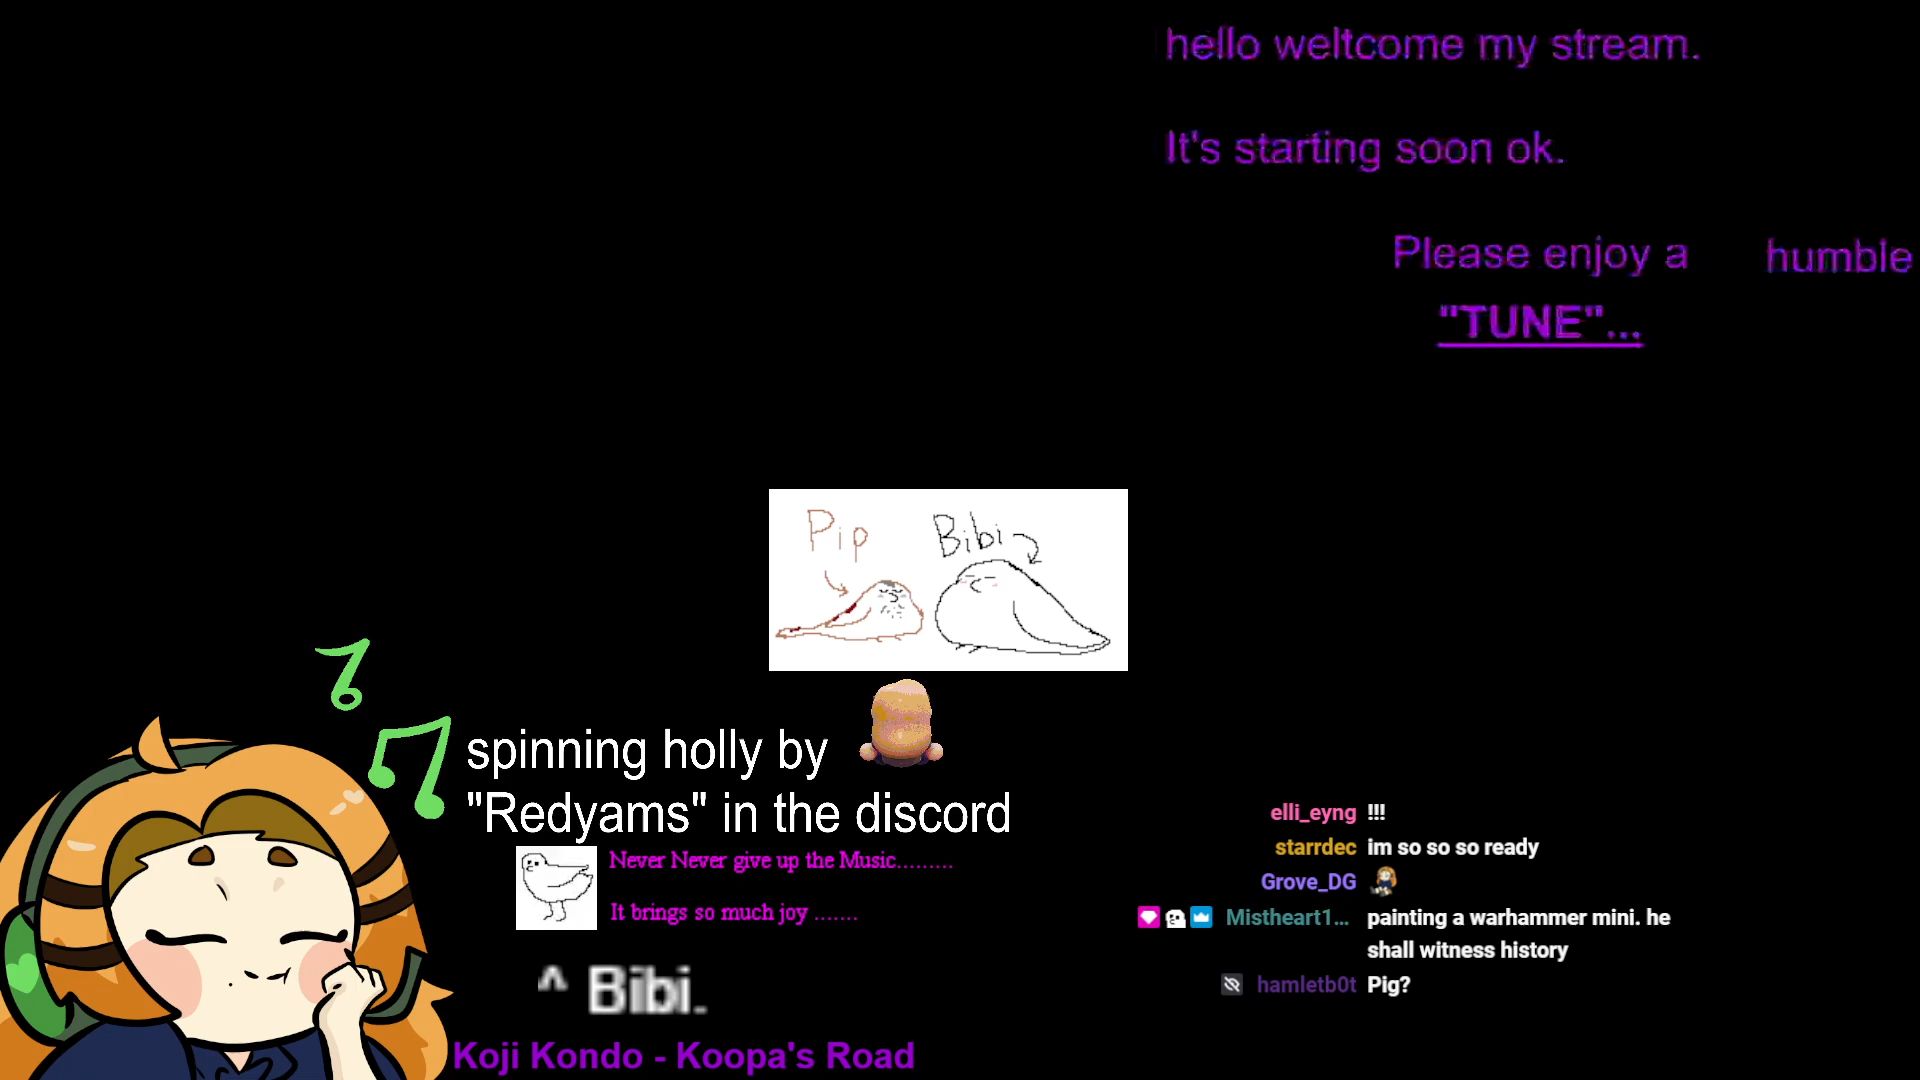 hello weltcome my stream.
It's starting soon ok.
Please enjoy a humble
"TUNE"...
Pip
Bibi
spinning holly by
"Redyams" in the discord
Never Never give up the Music.........
It brings so much joy .......
^ Bibi.
Koji Kondo - Koopa's Road
elli_eyng !!!
starrdec im so so so ready
Grove_DG
Mistheart1... painting a warhammer mini. he
shall witness history
hamletb0t Pig?